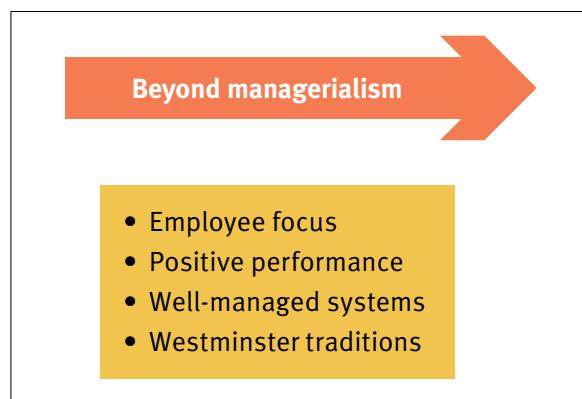 Beyond managerialism
• Employee focus
• Positive performance
• Well-managed systems
• Westminster traditions